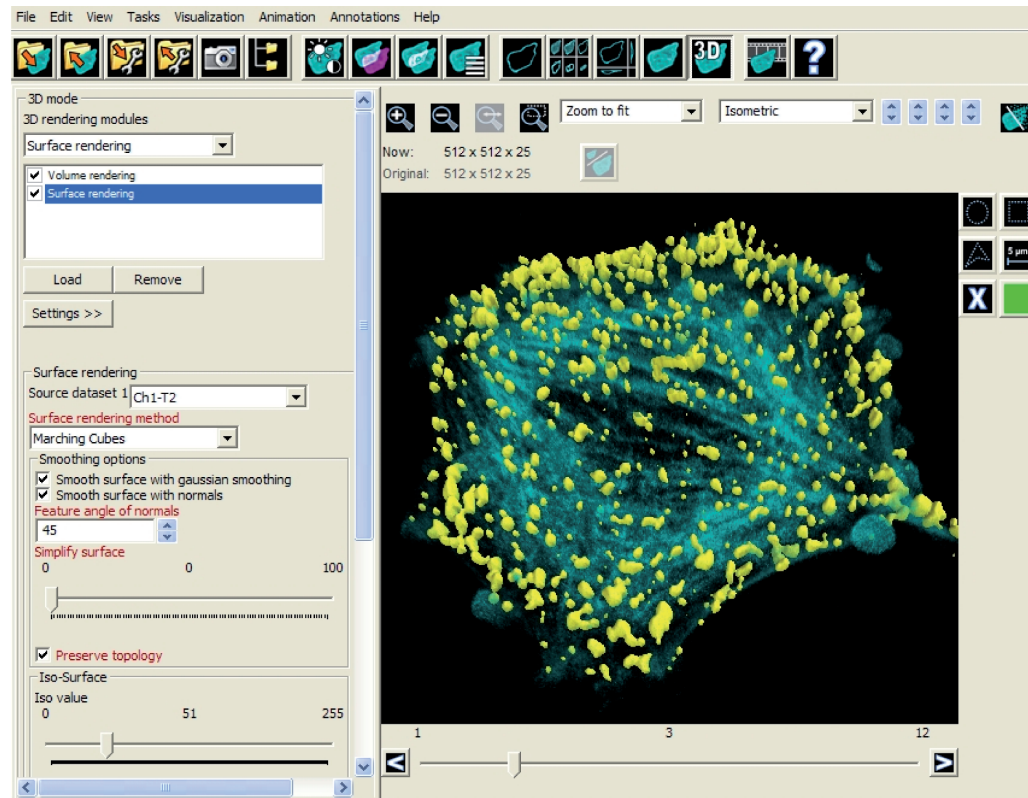 File Edit View Tasks Visualization Animation Annotations Help
3D
?
3D mode
3D rendering modules
Surface rendering
Volume rendering
Surface rendering
Load Remove
Settings >>
Surface rendering
Source dataset 1 Ch1-T2
Surface rendering method
Marching Cubes
Smoothing options
Smooth surface with gaussian smoothing
Smooth surface with normals
Feature angle of normals
45
Simplify surface
0 0 100
Preserve topology
Iso-Surface
Iso value
0 51 255
Zoom to fit Isometric
Now: 512 x 512 x 25
Original: 512 x 512 x 25
5 µm
X
1 3 12
< >